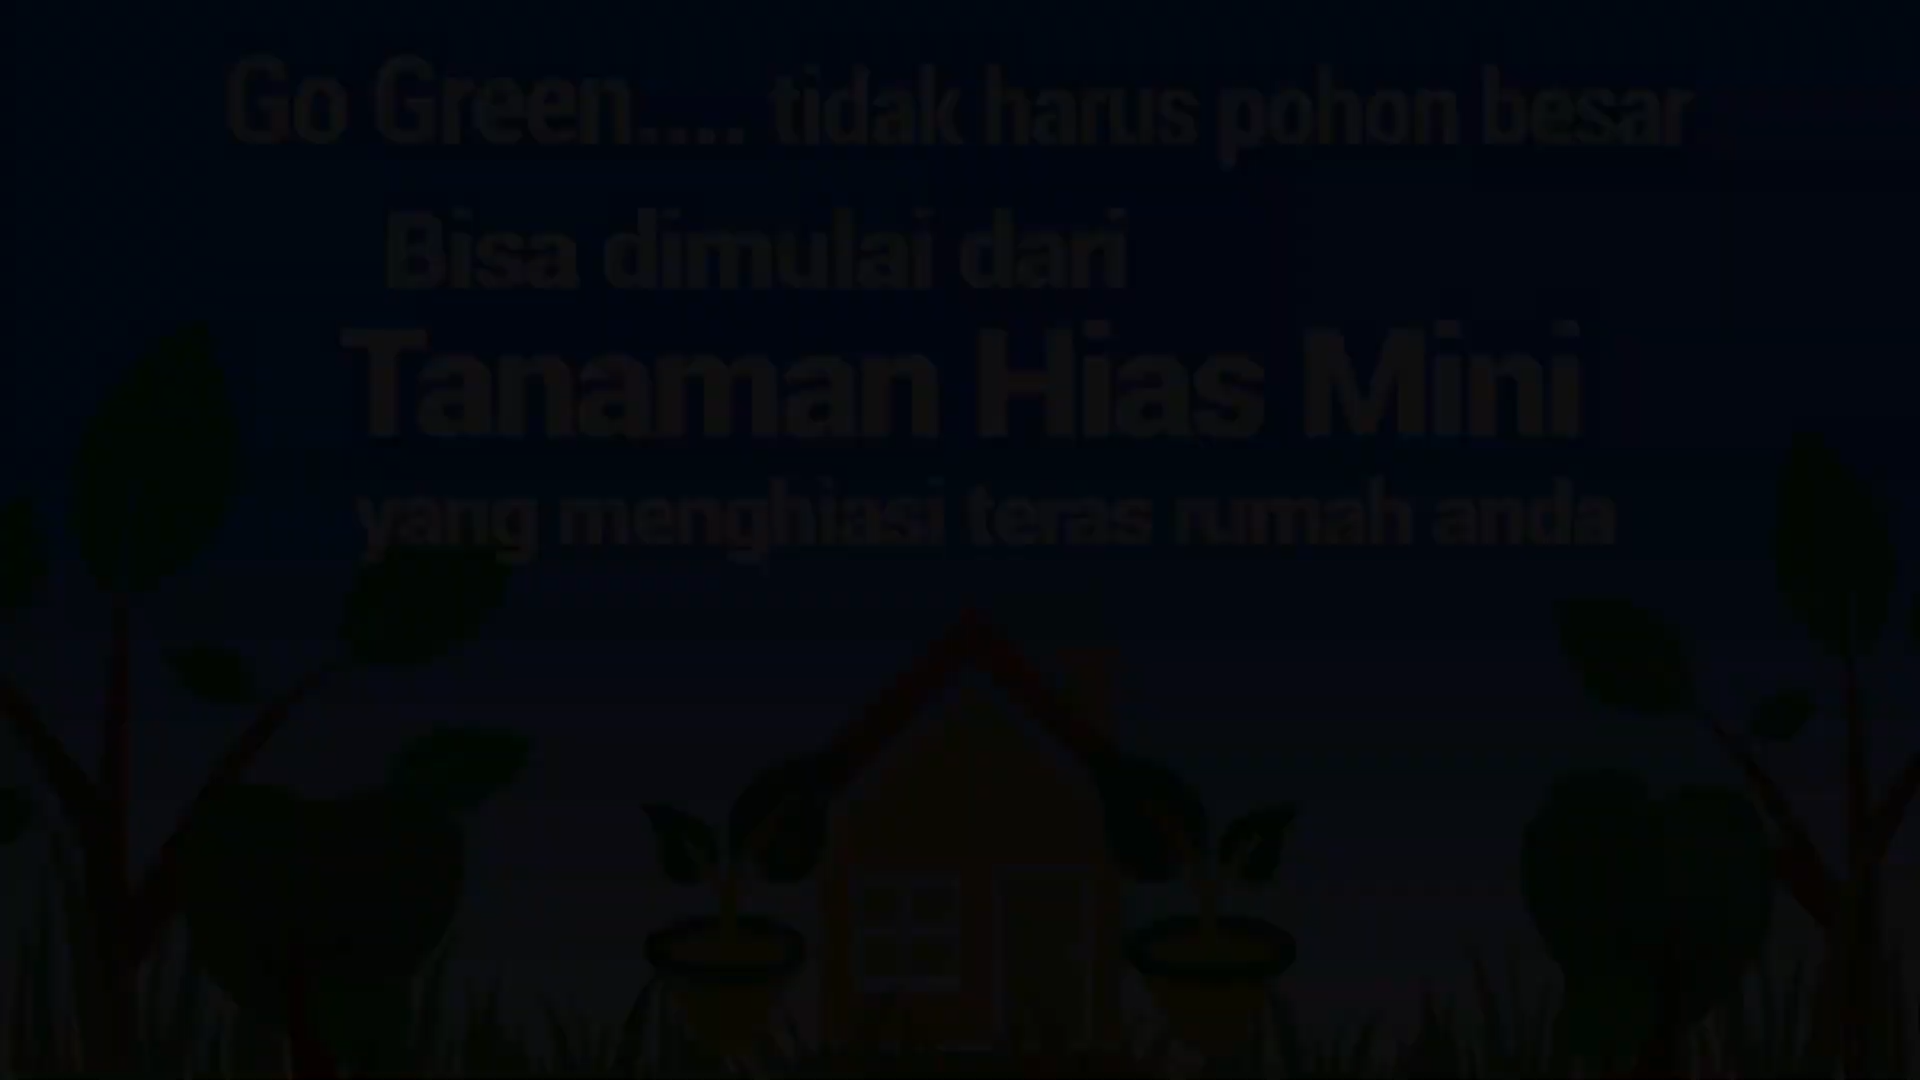 Go Green.... tidak harus pohon besar
Bisa dimulai dari
Tanaman Hias Mini
yang menghiasi teras rumah anda